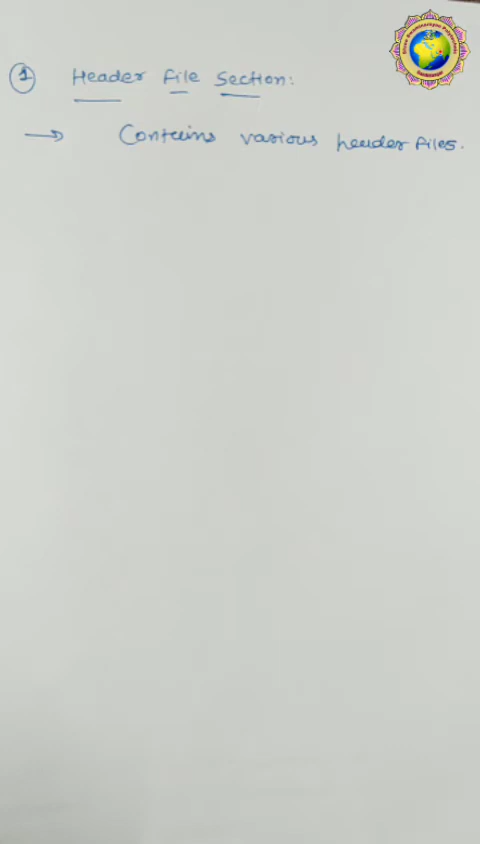 ① Header File Section:
→ Contains various header files.